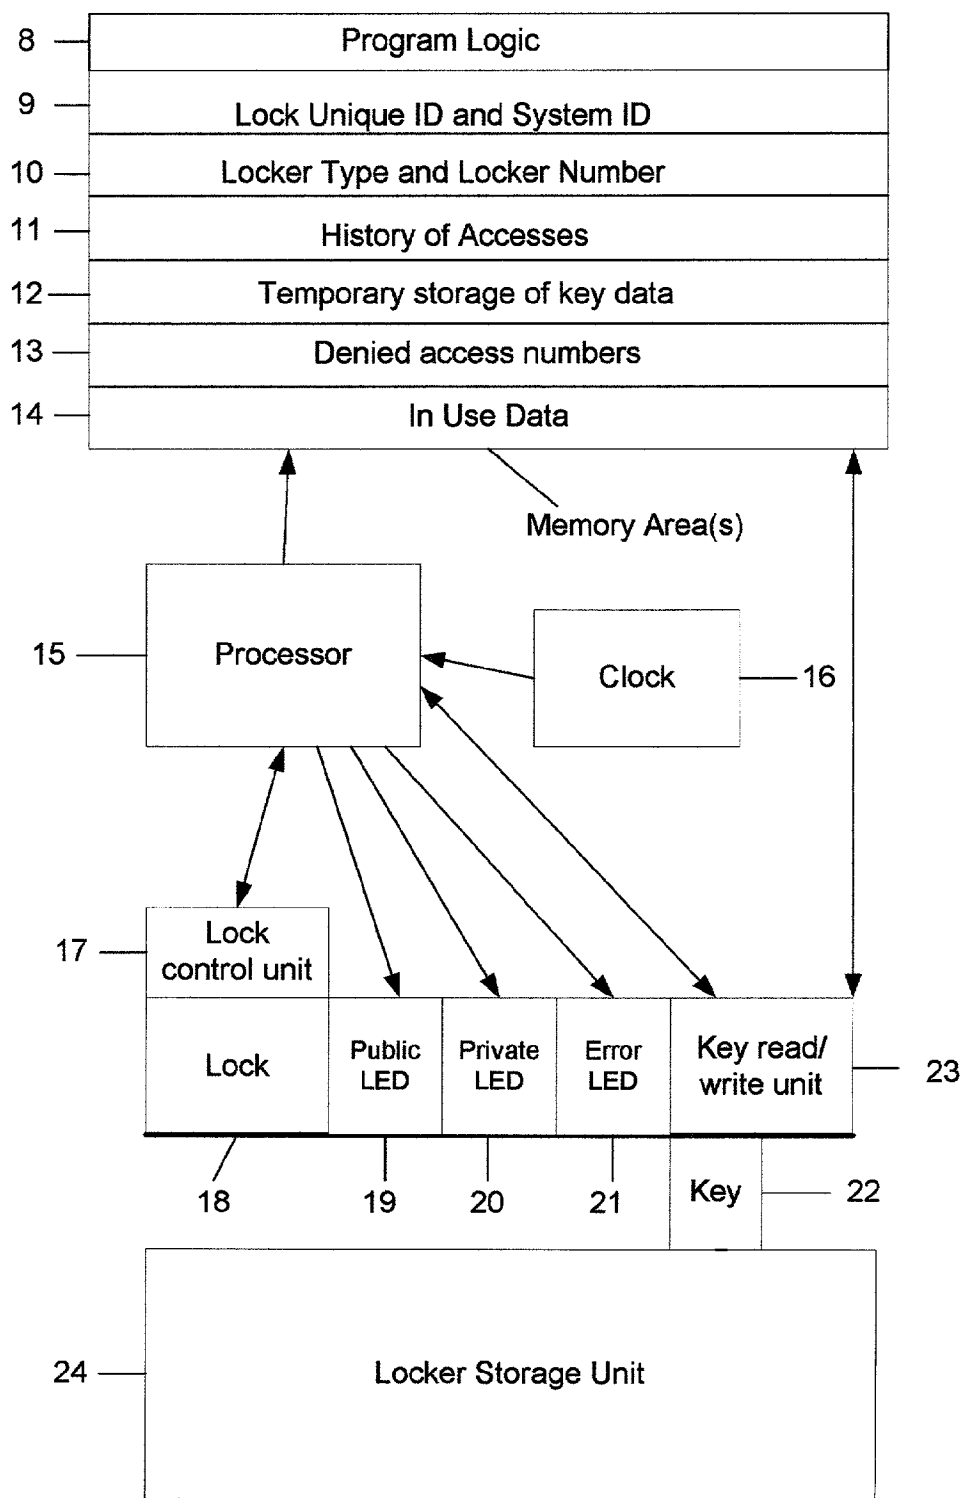 8 Program Logic
9 Lock Unique ID and System ID
10 Locker Type and Locker Number
11 History of Accesses
12 Temporary storage of key data
13 Denied access numbers
14 In Use Data
Memory Area(s)
15 Processor
Clock 16
17 Lock
control unit
Lock
Public
LED
Private
LED
Error
LED
Key read/
write unit
23
18
19
20
21
Key
22
24 Locker Storage Unit